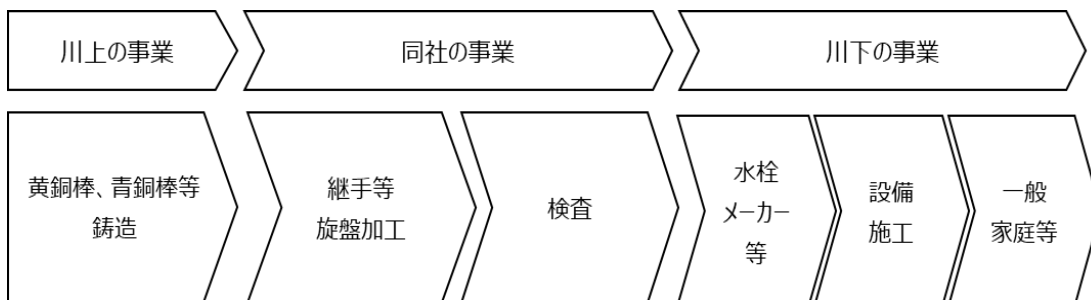 川上の事業
同社の事業
川下の事業
黄銅棒、青銅棒等
鋳造
継手等
旋盤加工
検査
水栓
メーカー
等
設備
施工
一般
家庭等